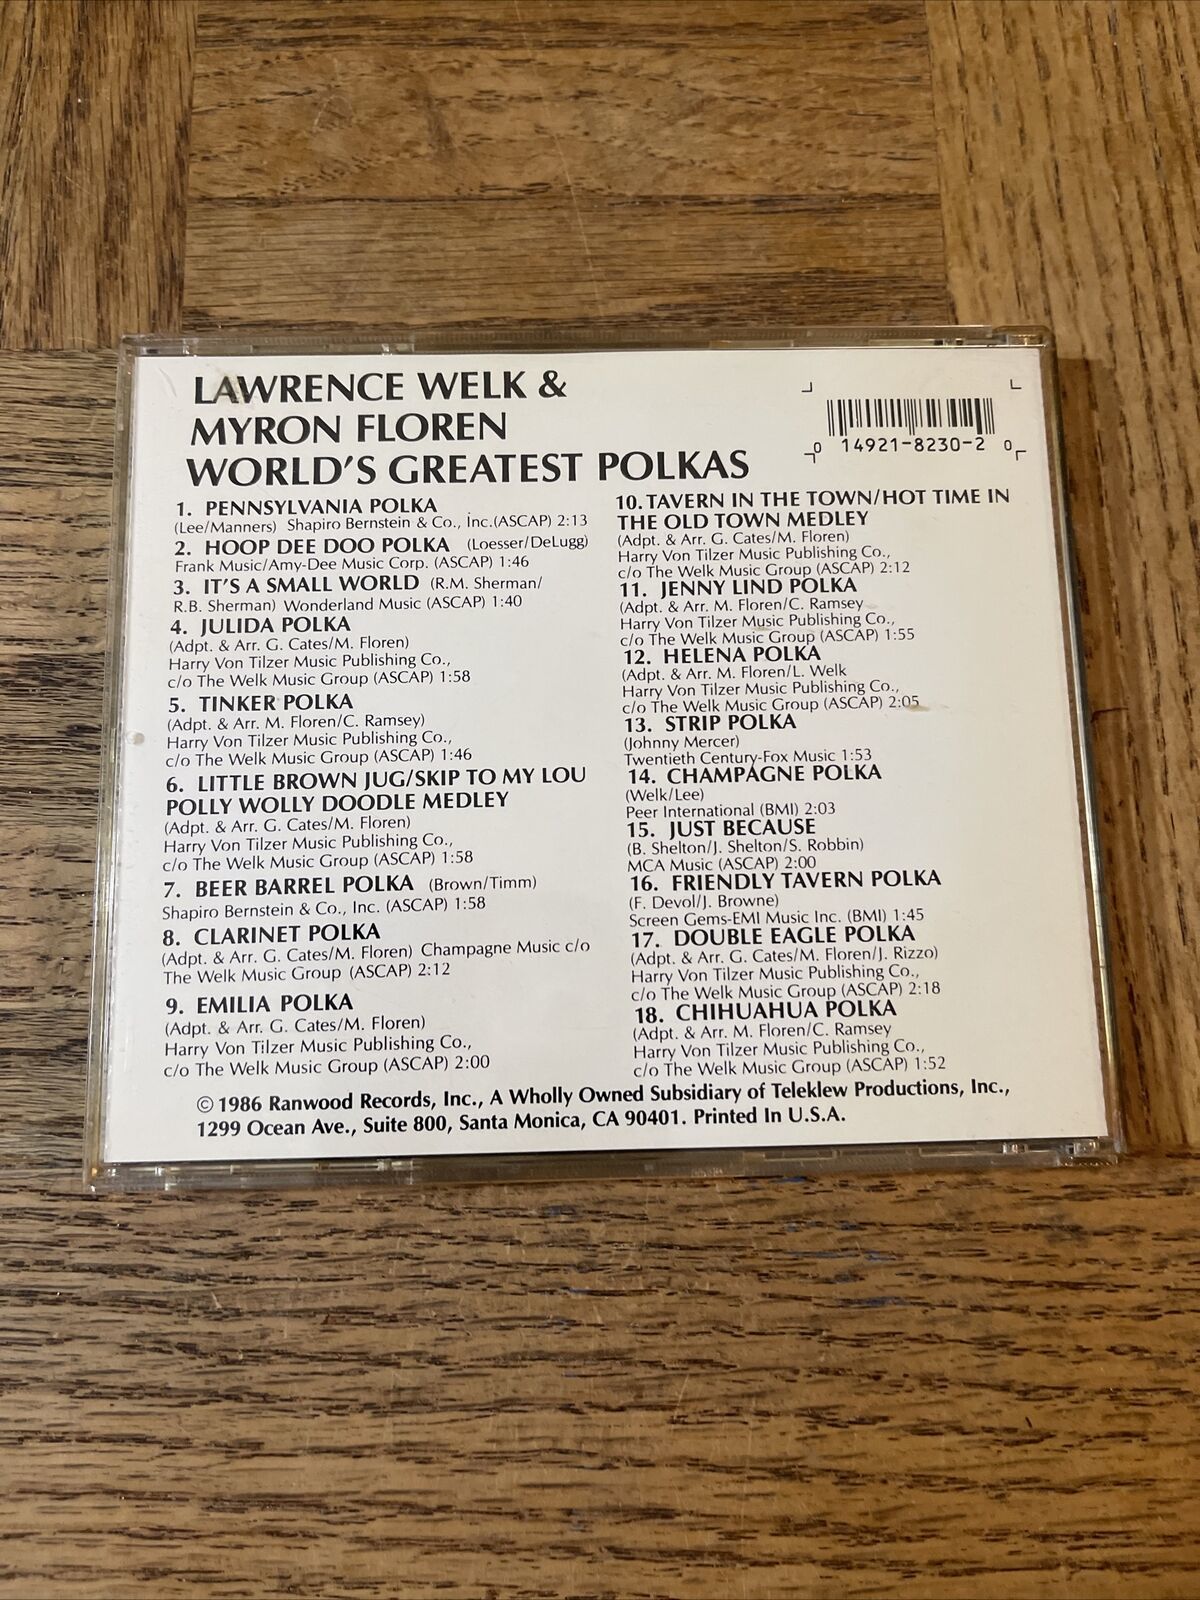 LAWRENCE WELK &
MYRON FLOREN
WORLD'S GREATEST POLKAS
0 14921-8230-2 0
1. PENNSYLVANIA POLKA
(Lee/Manners) Shapiro Bernstein & Co., Inc.(ASCAP) 2:13
2. HOOP DEE DOO POLKA (Loesser/DeLugg)
Frank Music/Amy-Dee Music Corp. (ASCAP) 1:46
3. IT'S A SMALL WORLD (R.M. Sherman/
R.B. Sherman) Wonderland Music (ASCAP) 1:40
4. JULIDA POLKA
(Adpt. & Arr. G. Cates/M. Floren)
Harry Von Tilzer Music Publishing Co.,
c/o The Welk Music Group (ASCAP) 1:58
5. TINKER POLKA
(Adpt. & Arr. M. Floren/C. Ramsey)
Harry Von Tilzer Music Publishing Co.,
c/o The Welk Music Group (ASCAP) 1:46
6. LITTLE BROWN JUG/SKIP TO MY LOU
POLLY WOLLY DOODLE MEDLEY
(Adpt. & Arr. G. Cates/M. Floren)
Harry Von Tilzer Music Publishing Co.,
c/o The Welk Music Group (ASCAP) 1:58
7. BEER BARREL POLKA (Brown/Timm)
Shapiro Bernstein & Co., Inc. (ASCAP) 1:58
8. CLARINET POLKA
(Adpt. & Arr. G. Cates/M. Floren) Champagne Music c/o
The Welk Music Group (ASCAP) 2:12
9. EMILIA POLKA
(Adpt. & Arr. G. Cates/M. Floren)
Harry Von Tilzer Music Publishing Co.,
c/o The Welk Music Group (ASCAP) 2:00
10. TAVERN IN THE TOWN/HOT TIME IN
THE OLD TOWN MEDLEY
(Adpt. & Arr. G. Cates/M. Floren)
Harry Von Tilzer Music Publishing Co.,
c/o The Welk Music Group (ASCAP) 2:12
11. JENNY LIND POLKA
(Adpt. & Arr. M. Floren/C. Ramsey
Harry Von Tilzer Music Publishing Co.,
c/o The Welk Music Group (ASCAP) 1:55
12. HELENA POLKA
(Adpt. & Arr. M. Floren/L. Welk
Harry Von Tilzer Music Publishing Co.,
c/o The Welk Music Group (ASCAP) 2:05
13. STRIP POLKA
(Johnny Mercer)
Twentieth Century-Fox Music 1:53
14. CHAMPAGNE POLKA
(Welk/Lee)
Peer International (BMI) 2:03
15. JUST BECAUSE
(B. Shelton/J. Shelton/S. Robbin)
MCA Music (ASCAP) 2:00
16. FRIENDLY TAVERN POLKA
(F. Devol/J. Browne)
Screen Gems-EMI Music Inc. (BMI) 1:45
17. DOUBLE EAGLE POLKA
(Adpt. & Arr. G. Cates/M. Floren/J. Rizzo)
Harry Von Tilzer Music Publishing Co.,
c/o The Welk Music Group (ASCAP) 2:18
18. CHIHUAHUA POLKA
(Adpt. & Arr. M. Floren/C. Ramsey
Harry Von Tilzer Music Publishing Co.,
c/o The Welk Music Group (ASCAP) 1:52
© 1986 Ranwood Records, Inc., A Wholly Owned Subsidiary of Teleklew Productions, Inc.,
1299 Ocean Ave., Suite 800, Santa Monica, CA 90401. Printed In U.S.A.